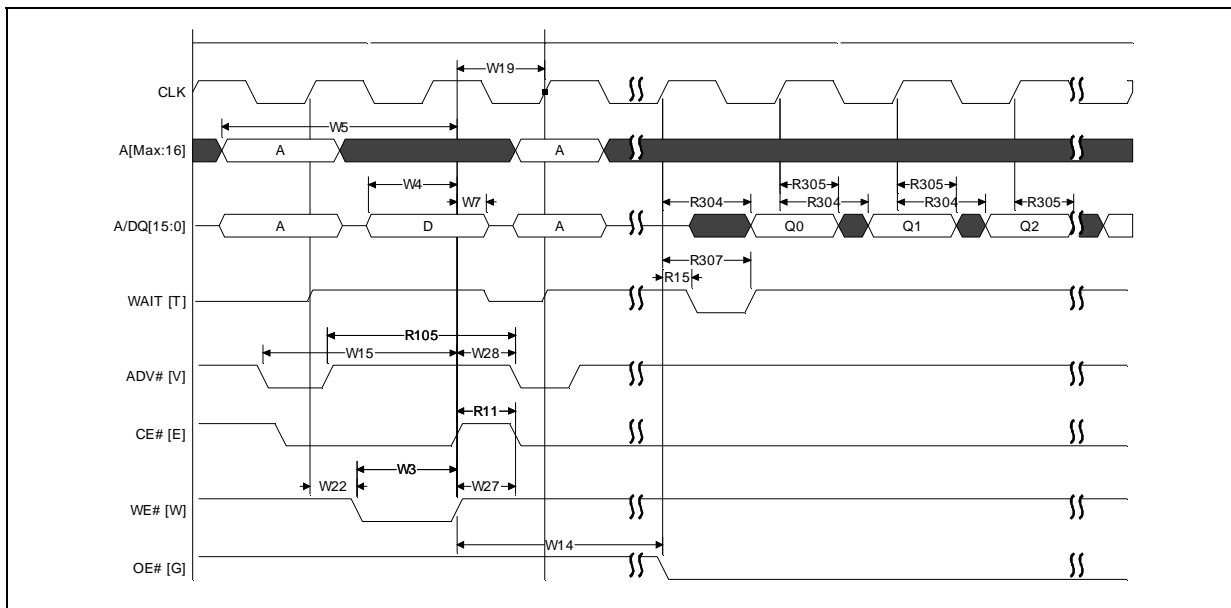 W19
CLK
W5
A[Max:16] A A
W4 R305 R305
W7 R304 R304 R305
A/DQ[15:0] A D A Q0 Q1 Q2
R307
R15
WAIT [T]
R105
W15 W28
ADV# [V]
R11
CE# [E]
W3
W22 W27
WE# [W]
W14
OE# [G]